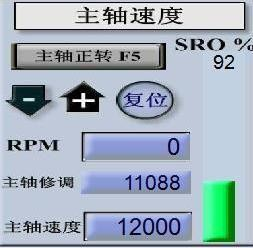 主轴速度
主轴正转 F5
SRO %
92
- + 复位
RPM 0
主轴修调 11088
主轴速度 12000